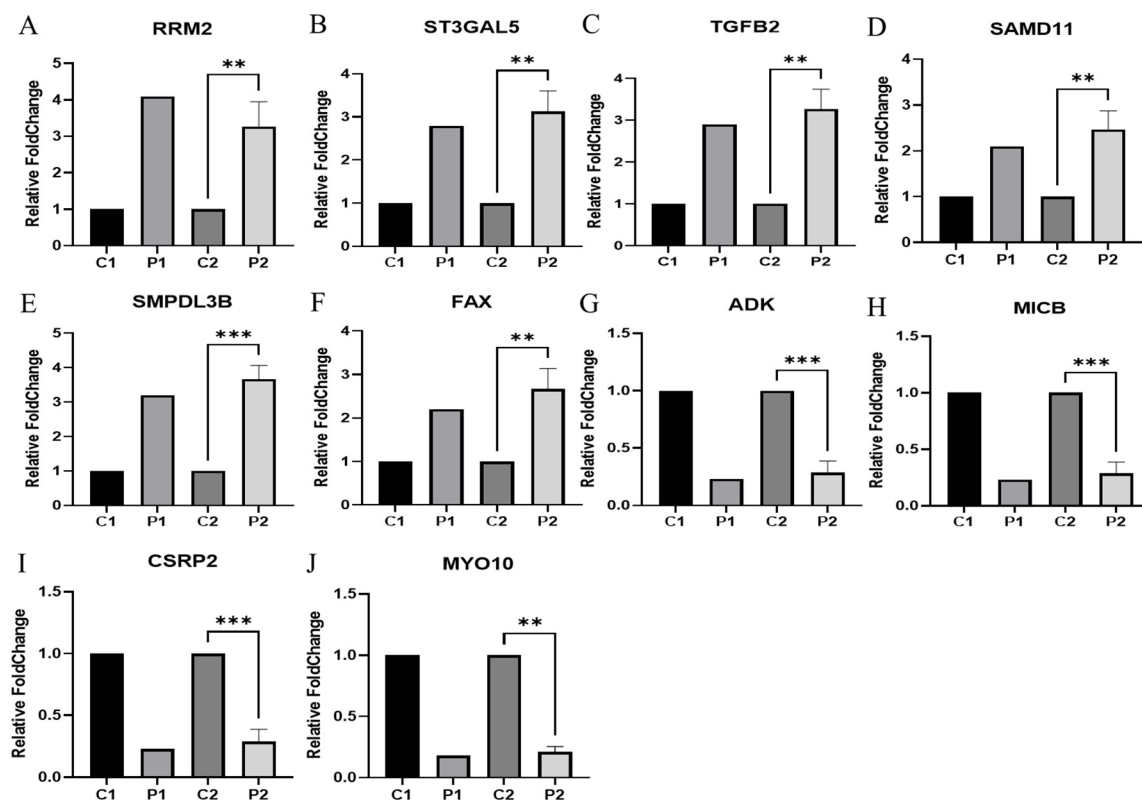 A
RRM2
Relative FoldChange
5
4
3
2
1
0
**
C1 P1 C2 P2
B
ST3GAL5
Relative FoldChange
4
3
2
1
0
**
C1 P1 C2 P2
C
TGFB2
Relative FoldChange
4
3
2
1
0
**
C1 P1 C2 P2
D
SAMD11
Relative FoldChange
4
3
2
1
0
**
C1 P1 C2 P2
E
SMPDL3B
Relative FoldChange
5
4
3
2
1
0
***
C1 P1 C2 P2
F
FAX
Relative FoldChange
4
3
2
1
0
**
C1 P1 C2 P2
G
ADK
Relative FoldChange
1.5
1.0
0.5
0.0
***
C1 P1 C2 P2
H
MICB
Relative FoldChange
1.5
1.0
0.5
0.0
***
C1 P1 C2 P2
I
CSRP2
Relative FoldChange
1.5
1.0
0.5
0.0
***
C1 P1 C2 P2
J
MYO10
Relative FoldChange
1.5
1.0
0.5
0.0
**
C1 P1 C2 P2